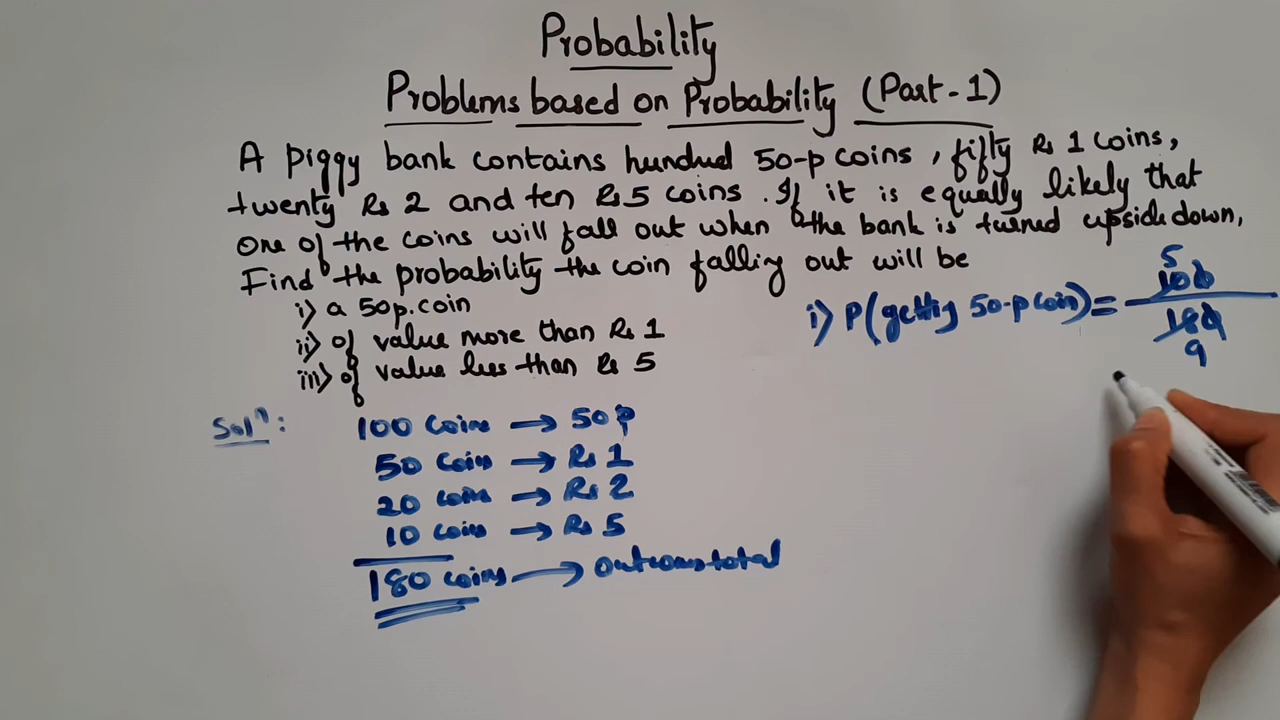 Probability
Problems based on Probability (Part-1)
A piggy bank contains hundred 50-p coins, fifty Rs 1 coins,
twenty Rs 2 and ten Rs 5 coins. If it is equally likely that
One of the coins will fall out when the bank is turned upside down,
Find the probability the coin falling out will be
i) a 50p.coin
ii) of value more than Rs 1
iii) of value less than Rs 5
i) P(gettig 50-p coin) = 100/180
5
9
Solⁿ:
100 Coins → 50 p
50 Coins → Rs 1
20 coins → Rs 2
10 coins → Rs 5
180 coins → outcomstotal